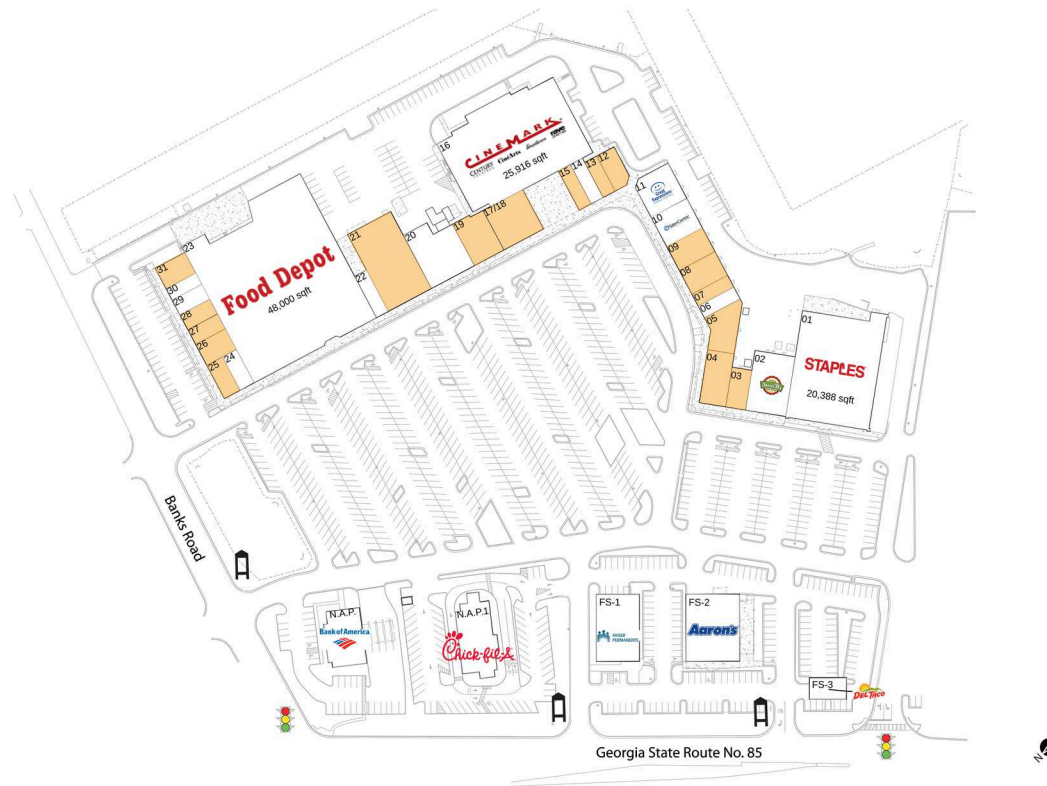 16
CINEMARK
CENTURY
CinéArts
rave
25,916 sqft
15
14
13
12
11
10
09
08
07
06
05
04
03
02
01
STAPLES
20,388 sqft
17/18
19
20
21
22
23
Food Depot
48,000 sqft
31
30
29
28
27
26
25
24
Banks Road
N.A.P.
Bank of America
N.A.P.1
Chick-fil-A
FS-1
KAISER
PERMANENTE
FS-2
Aaron's
FS-3
DEL TACO
Georgia State Route No. 85
N